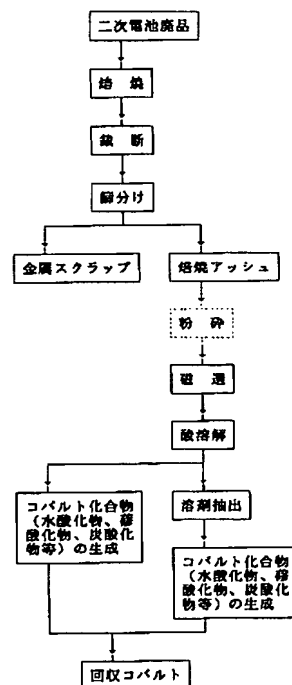 二次電池廃品
焙焼
裁断
篩分け
金属スクラップ
焙焼アッシュ
粉砕
磁選
酸溶解
コバルト化合物
(水酸化物、蓚
酸化物、炭酸化
物等)の生成
溶剤抽出
コバルト化合物
(水酸化物、蓚
酸化物、炭酸化
物等)の生成
回収コバルト